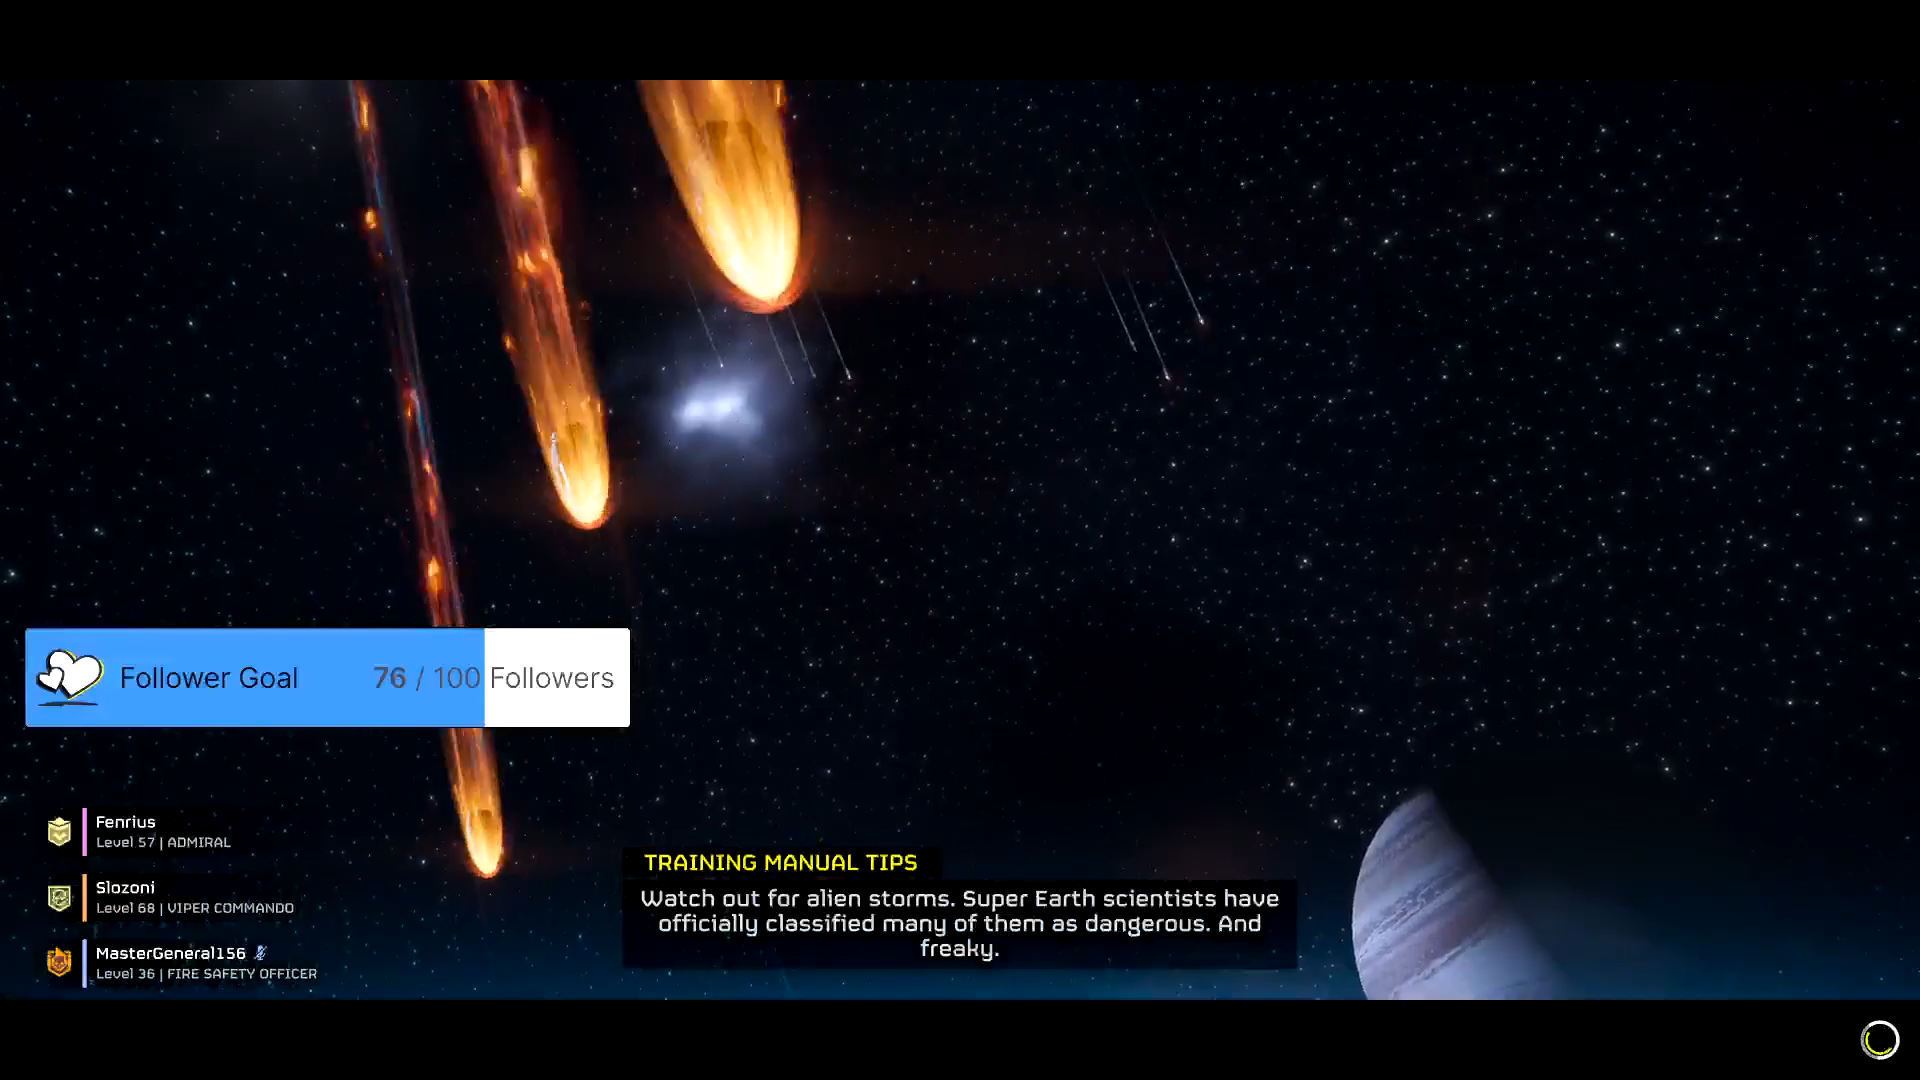 Follower Goal 76 / 100 Followers
Fenrius
Level 57 | ADMIRAL
Slozoni
Level 68 | VIPER COMMANDO
MasterGeneral156
Level 36 | FIRE SAFETY OFFICER
TRAINING MANUAL TIPS
Watch out for alien storms. Super Earth scientists have
officially classified many of them as dangerous. And
freaky.